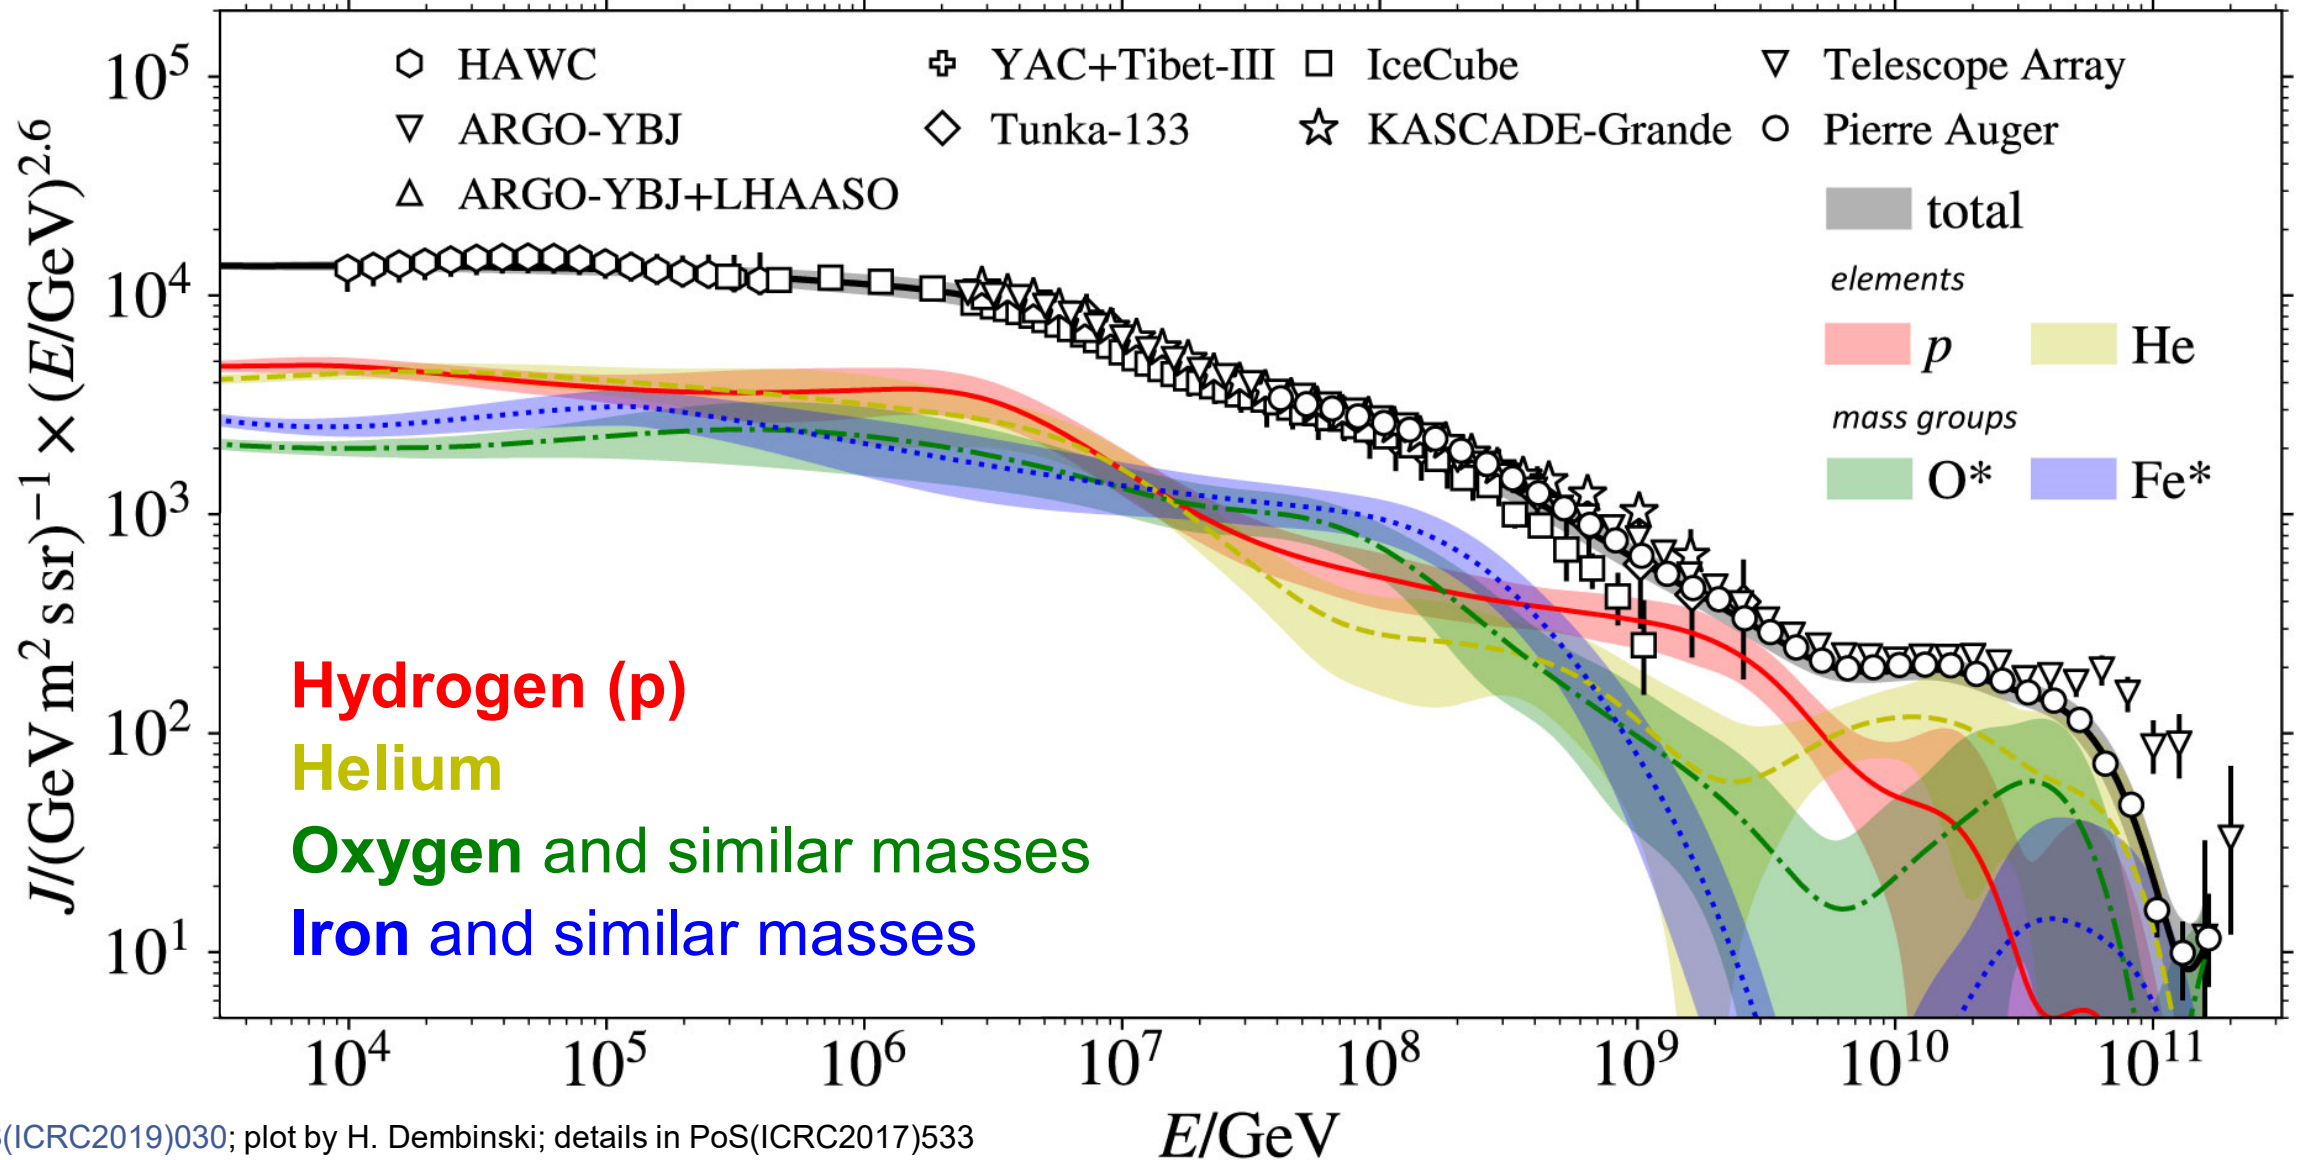 HAWC
ARGO-YBJ
ARGO-YBJ+LHAASO
YAC+Tibet-III
Tunka-133
IceCube
KASCADE-Grande
Telescope Array
Pierre Auger
total
elements
p
He
mass groups
O*
Fe*
10⁵
10⁴
10³
10²
10¹
J/(GeV m² s sr)⁻¹ × (E/GeV)²·⁶
Hydrogen (p)
Helium
Oxygen and similar masses
Iron and similar masses
10⁴ 10⁵ 10⁶ 10⁷ 10⁸ 10⁹ 10¹⁰ 10¹¹
E/GeV
(ICRC2019)030; plot by H. Dembinski; details in PoS(ICRC2017)533